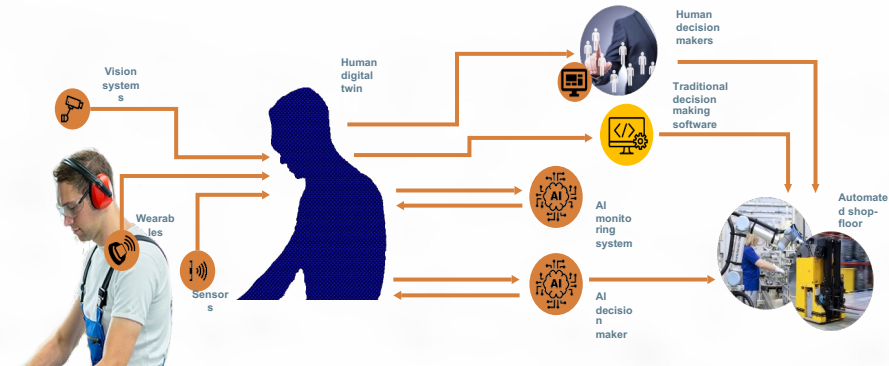 Vision
system
s
Wearab
les
Sensor
s
Human
digital
twin
Human
decision
makers
</>
Traditional
decision
making
software
AI
AI
monito
ring
system
AI
AI
decisio
n
maker
Automate
d shop-
floor